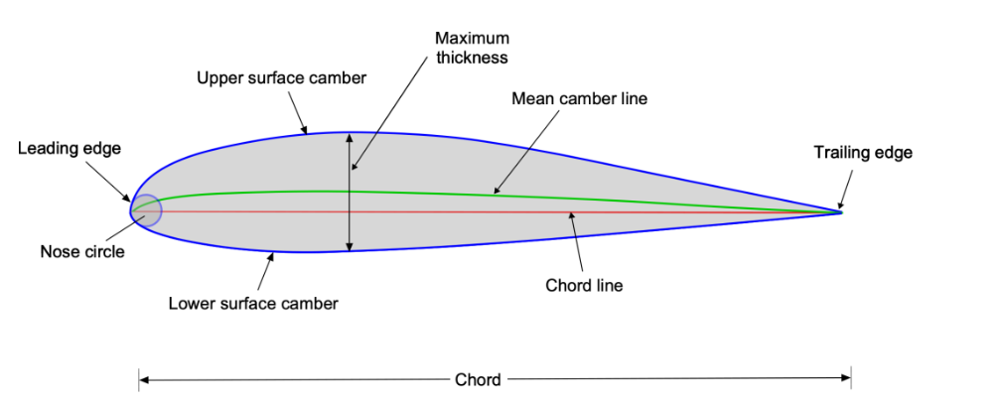 Maximum
thickness
Upper surface camber
Mean camber line
Leading edge
Trailing edge
Nose circle
Chord line
Lower surface camber
Chord